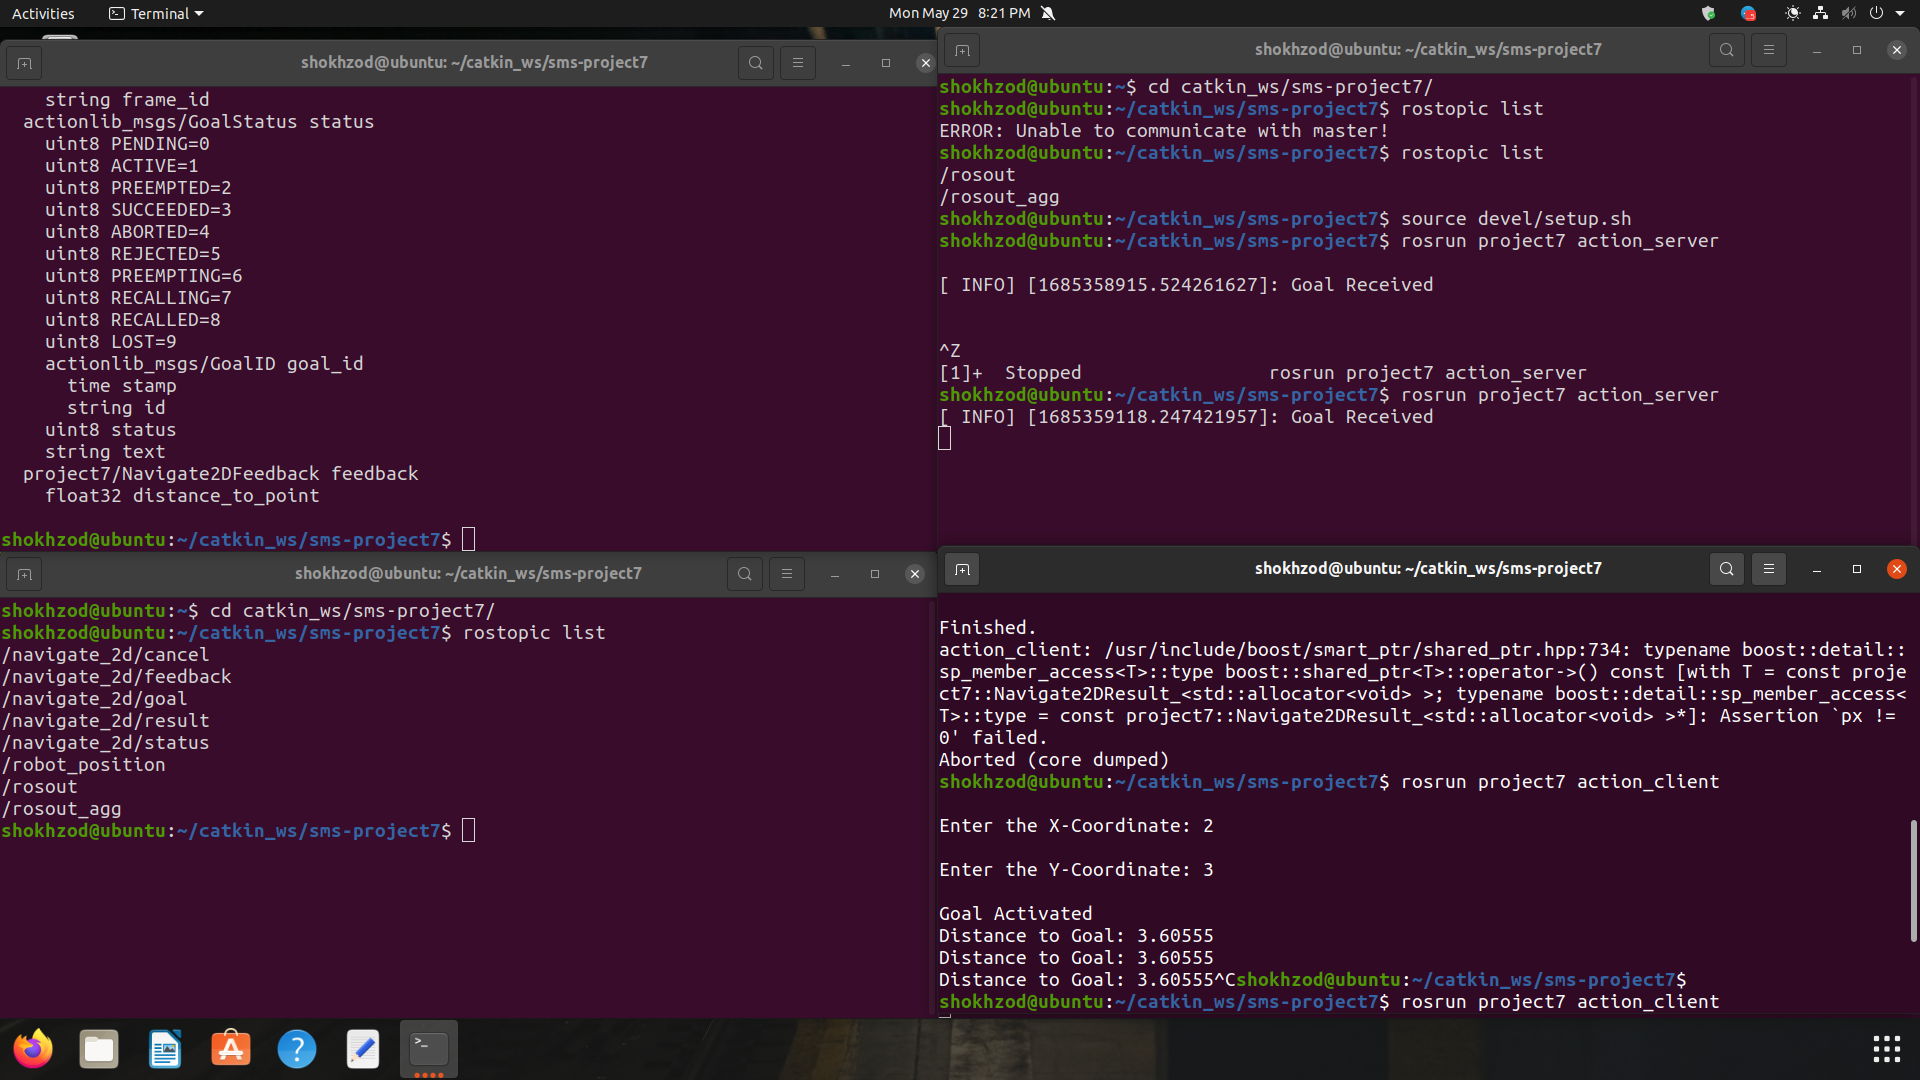 Activities
Terminal
Mon May 29 8:21 PM
shokhzod@ubuntu: ~/catkin_ws/sms-project7
string frame_id
actionlib_msgs/GoalStatus status
uint8 PENDING=0
uint8 ACTIVE=1
uint8 PREEMPTED=2
uint8 SUCCEEDED=3
uint8 ABORTED=4
uint8 REJECTED=5
uint8 PREEMPTING=6
uint8 RECALLING=7
uint8 RECALLED=8
uint8 LOST=9
actionlib_msgs/GoalID goal_id
time stamp
string id
uint8 status
string text
project7/Navigate2DFeedback feedback
float32 distance_to_point
shokhzod@ubuntu:~/catkin_ws/sms-project7$
shokhzod@ubuntu: ~/catkin_ws/sms-project7
shokhzod@ubuntu:~$ cd catkin_ws/sms-project7/
shokhzod@ubuntu:~/catkin_ws/sms-project7$ rostopic list
ERROR: Unable to communicate with master!
shokhzod@ubuntu:~/catkin_ws/sms-project7$ rostopic list
/rosout
/rosout_agg
shokhzod@ubuntu:~/catkin_ws/sms-project7$ source devel/setup.sh
shokhzod@ubuntu:~/catkin_ws/sms-project7$ rosrun project7 action_server
[ INFO] [1685358915.524261627]: Goal Received
^Z
[1]+  Stopped                 rosrun project7 action_server
shokhzod@ubuntu:~/catkin_ws/sms-project7$ rosrun project7 action_server
[ INFO] [1685359118.247421957]: Goal Received
shokhzod@ubuntu: ~/catkin_ws/sms-project7
shokhzod@ubuntu:~$ cd catkin_ws/sms-project7/
shokhzod@ubuntu:~/catkin_ws/sms-project7$ rostopic list
/navigate_2d/cancel
/navigate_2d/feedback
/navigate_2d/goal
/navigate_2d/result
/navigate_2d/status
/robot_position
/rosout
/rosout_agg
shokhzod@ubuntu:~/catkin_ws/sms-project7$
shokhzod@ubuntu: ~/catkin_ws/sms-project7
Finished.
action_client: /usr/include/boost/smart_ptr/shared_ptr.hpp:734: typename boost::detail::
sp_member_access<T>::type boost::shared_ptr<T>::operator->() const [with T = const proje
ct7::Navigate2DResult_<std::allocator<void> >; typename boost::detail::sp_member_access<
T>::type = const project7::Navigate2DResult_<std::allocator<void> >*]: Assertion `px !=
0' failed.
Aborted (core dumped)
shokhzod@ubuntu:~/catkin_ws/sms-project7$ rosrun project7 action_client
Enter the X-Coordinate: 2
Enter the Y-Coordinate: 3
Goal Activated
Distance to Goal: 3.60555
Distance to Goal: 3.60555
Distance to Goal: 3.60555^Cshokhzod@ubuntu:~/catkin_ws/sms-project7$
shokhzod@ubuntu:~/catkin_ws/sms-project7$ rosrun project7 action_client